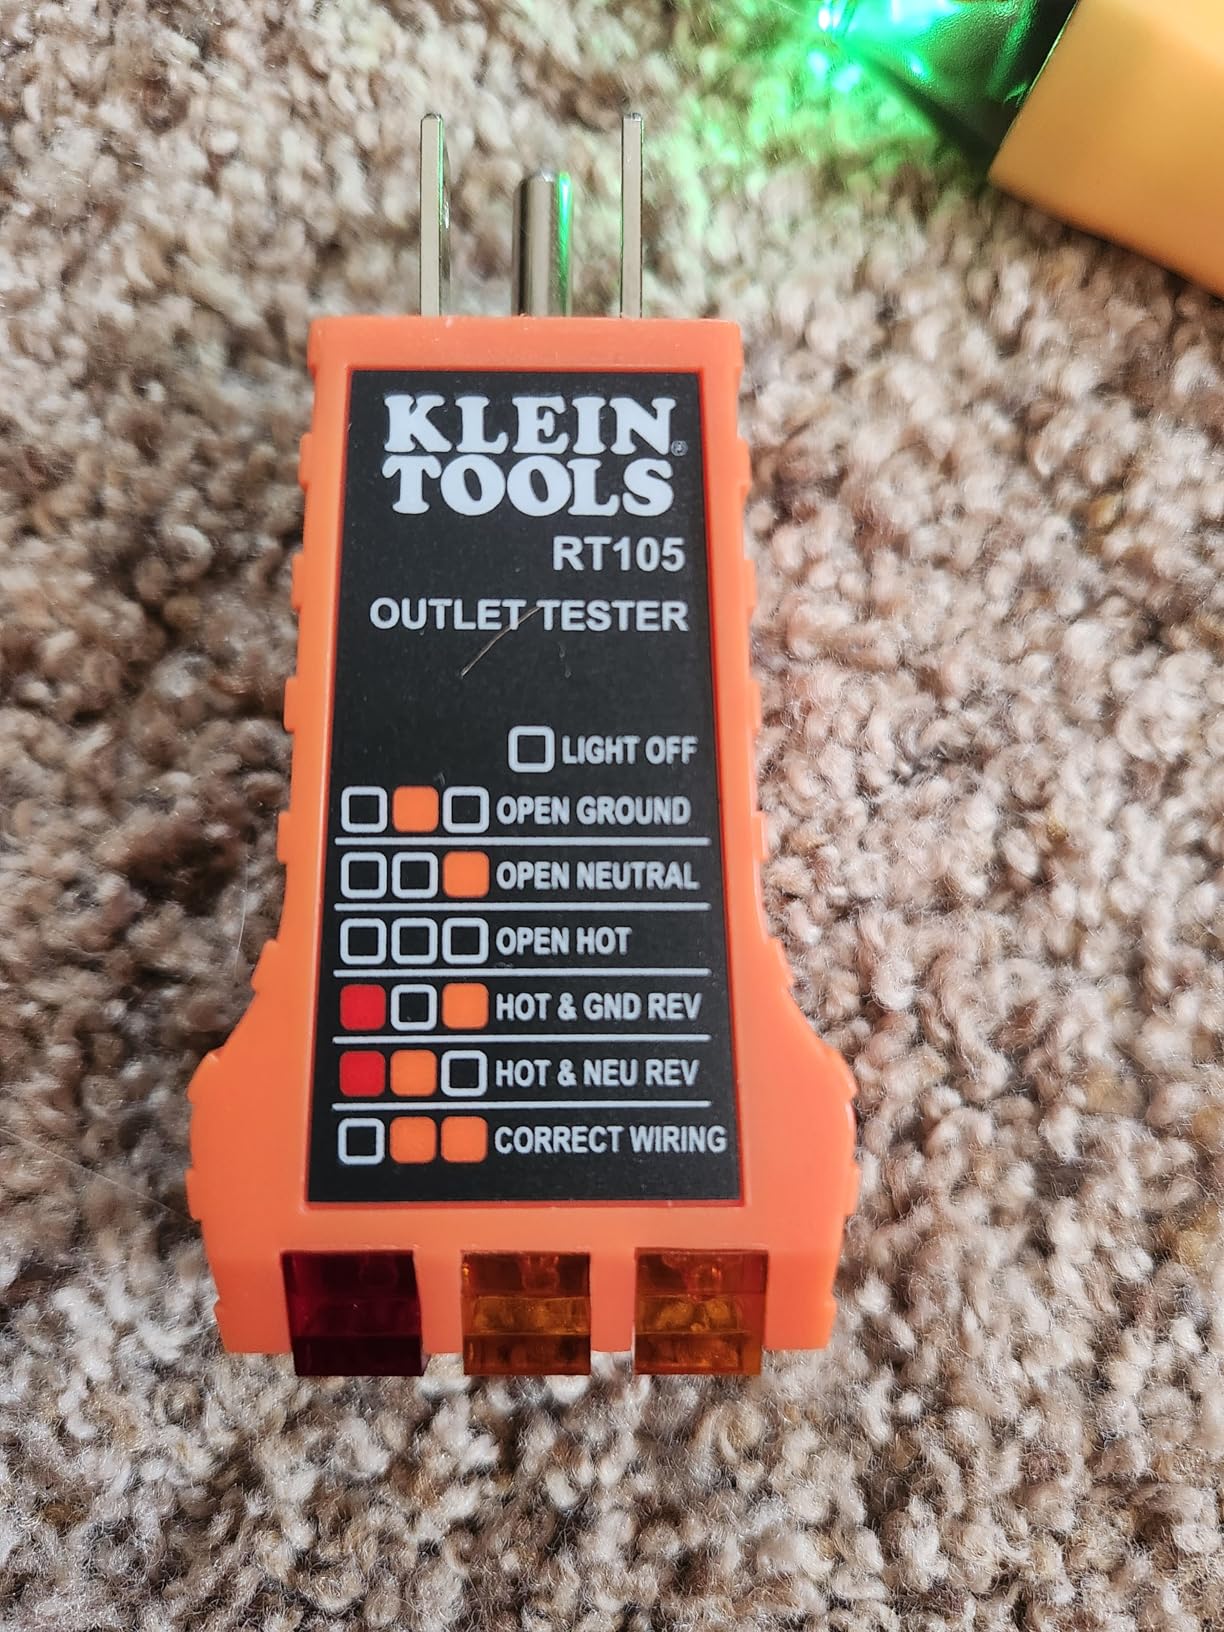 KLEIN
TOOLS®
RT105
OUTLET TESTER
LIGHT OFF
OPEN GROUND
OPEN NEUTRAL
OPEN HOT
HOT & GND REV
HOT & NEU REV
CORRECT WIRING